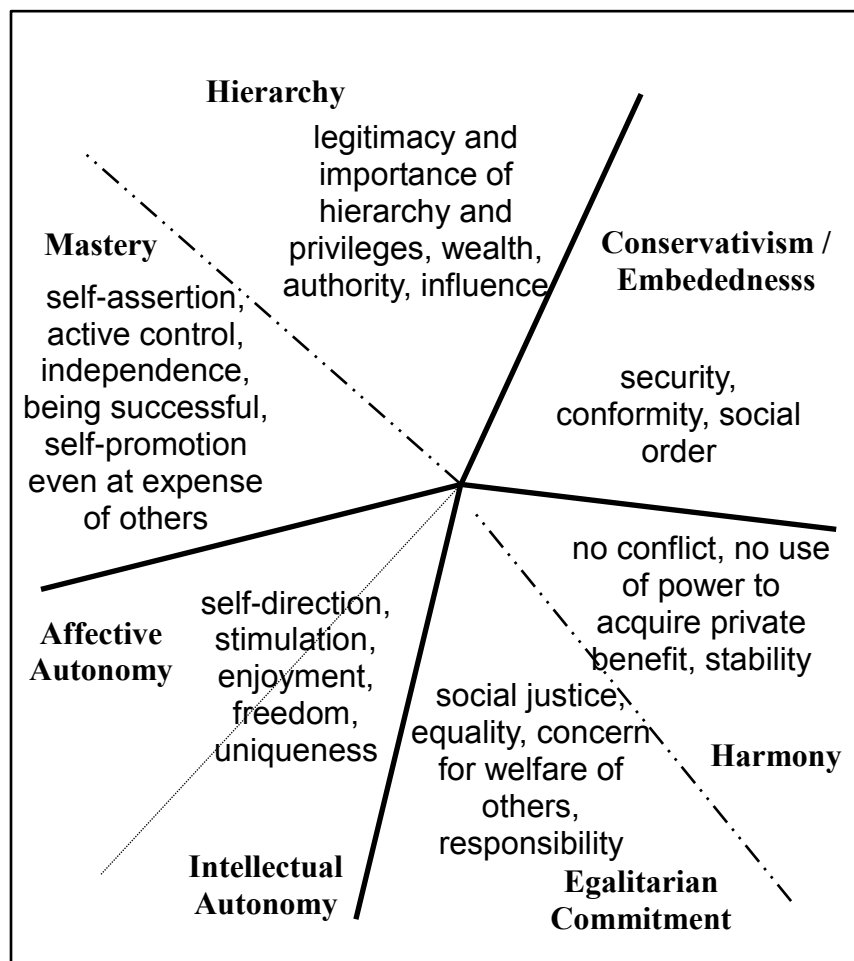 Hierarchy
legitimacy and
importance of
hierarchy and
privileges, wealth,
authority, influence
Mastery
self-assertion,
active control,
independence,
being successful,
self-promotion
even at expense
of others
Conservativism /
Embedednesss
security,
conformity, social
order
no conflict, no use
of power to
acquire private
benefit, stability
Harmony
Affective
Autonomy
self-direction,
stimulation,
enjoyment,
freedom,
uniqueness
Intellectual
Autonomy
social justice,
equality, concern
for welfare of
others,
responsibility
Egalitarian
Commitment